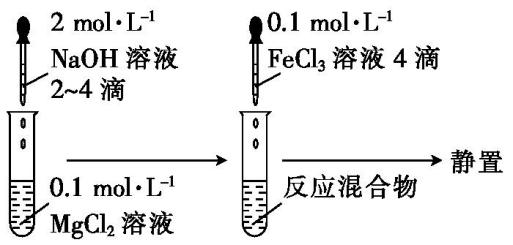 2 mol·L⁻¹
NaOH 溶液
2~4 滴
0.1 mol·L⁻¹
MgCl₂ 溶液
0.1 mol·L⁻¹
FeCl₃ 溶液 4 滴
反应混合物
静置